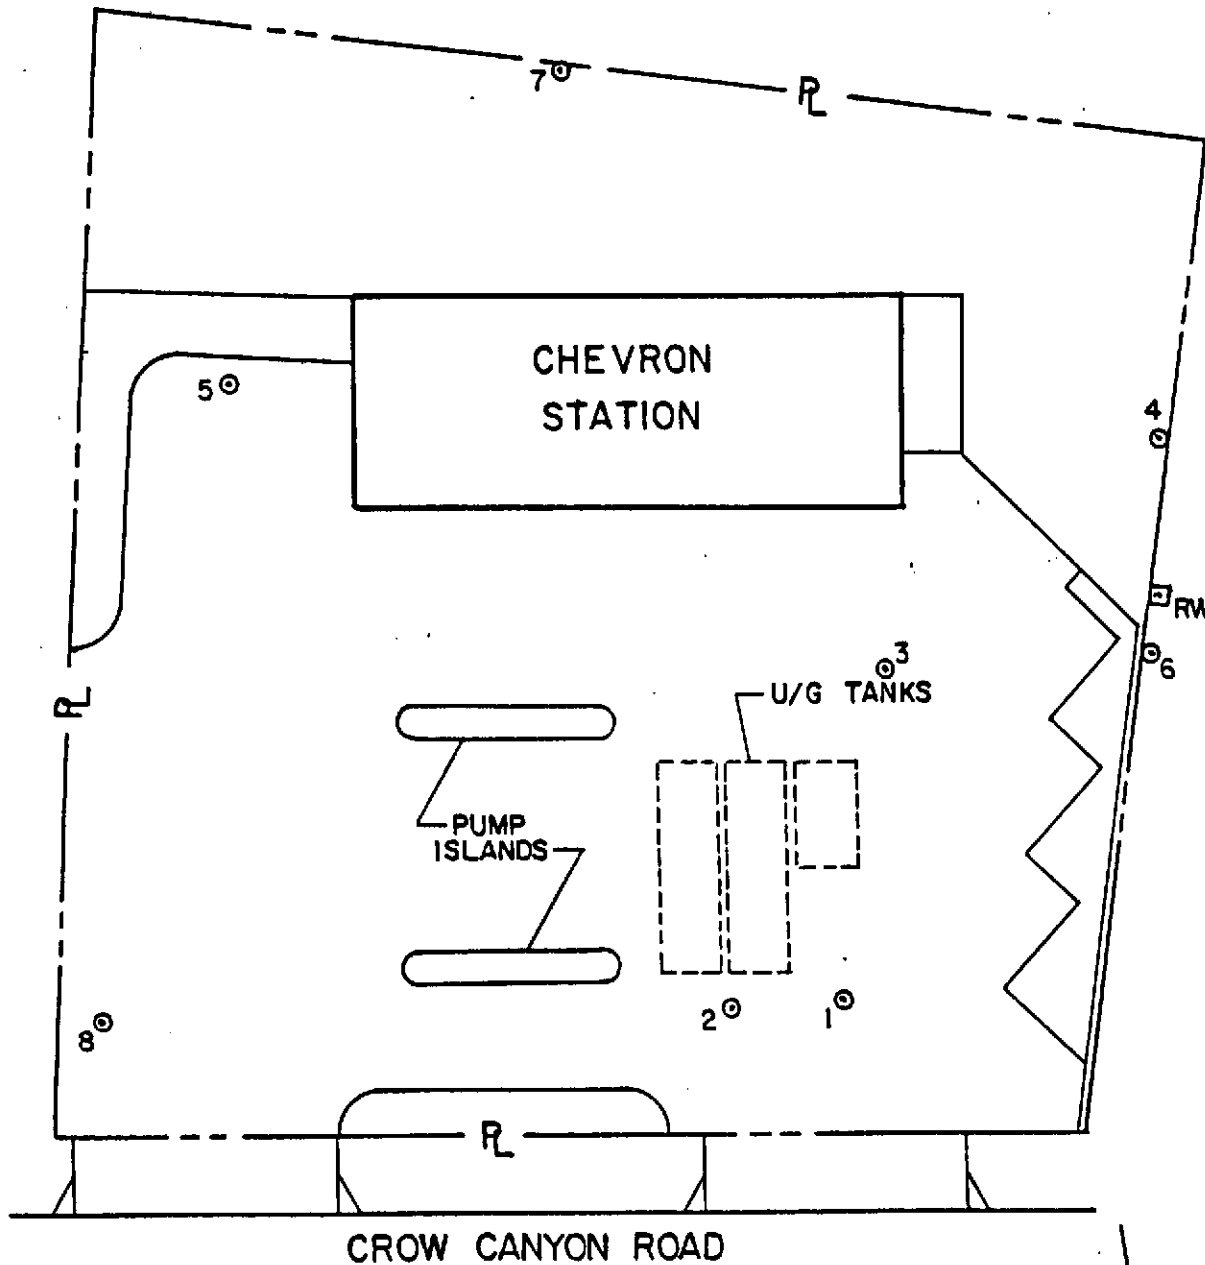 7
PL
CHEVRON
STATION
5
4
RW
3
6
U/G TANKS
PL
PUMP
ISLANDS
2
1
8
PL
CROW CANYON ROAD